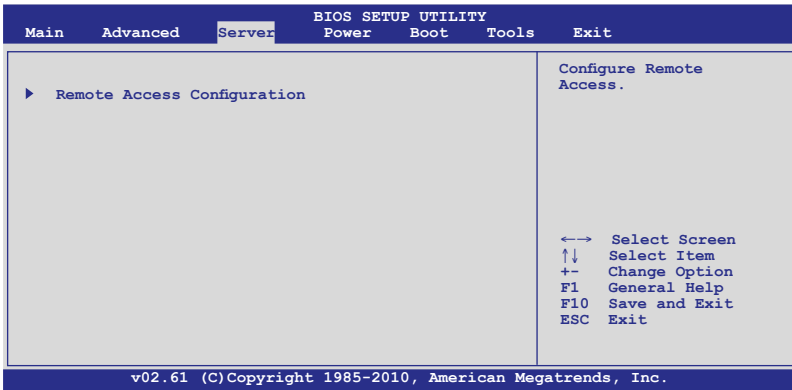 BIOS SETUP UTILITY
Main Advanced Server Power Boot Tools Exit
Remote Access Configuration
Configure Remote
Access.
←→ Select Screen
↑↓ Select Item
+- Change Option
F1 General Help
F10 Save and Exit
ESC Exit
v02.61 (C)Copyright 1985-2010, American Megatrends, Inc.